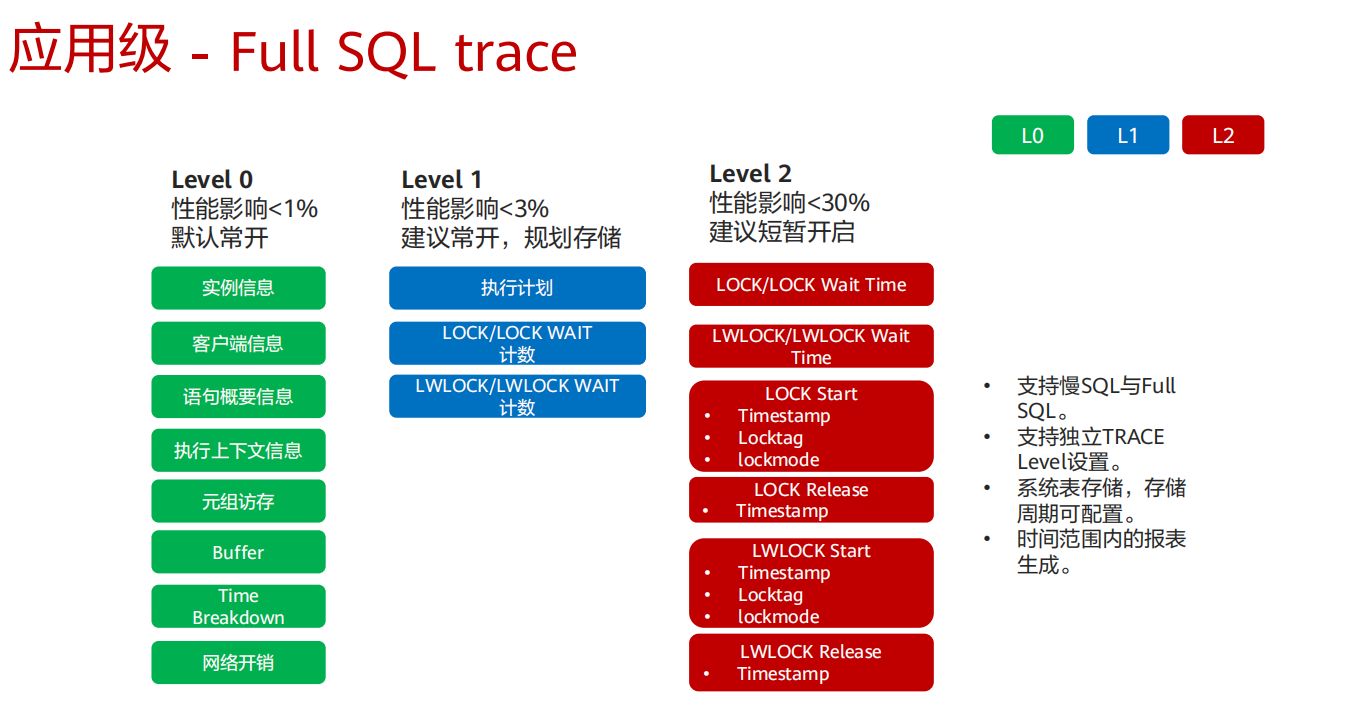 应用级 - Full SQL trace
L0
L1
L2
Level 0
性能影响<1%
默认常开
实例信息
客户端信息
语句概要信息
执行上下文信息
元组访存
Buffer
Time
Breakdown
网络开销
Level 1
性能影响<3%
建议常开，规划存储
执行计划
LOCK/LOCK WAIT
计数
LWLOCK/LWLOCK WAIT
计数
Level 2
性能影响<30%
建议短暂开启
LOCK/LOCK Wait Time
LWLOCK/LWLOCK Wait
Time
LOCK Start
• Timestamp
• Locktag
• lockmode
LOCK Release
• Timestamp
LWLOCK Start
• Timestamp
• Locktag
• lockmode
LWLOCK Release
• Timestamp
• 支持慢SQL与Full
SQL。
• 支持独立TRACE
Level设置。
• 系统表存储，存储
周期可配置。
• 时间范围内的报表
生成。